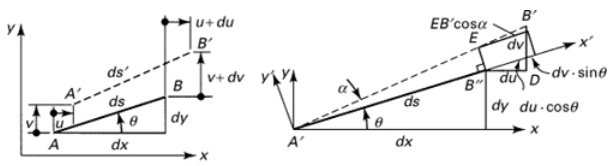 y
u+du
B'
ds'
A'
B
v+dv
v
u
ds
θ
dy
A
dx
x
EB'cosα
B'
E
dv
x'
y'
y
B"
du
D
dv·sinθ
α
ds
θ
dy
du·cosθ
A'
dx
x